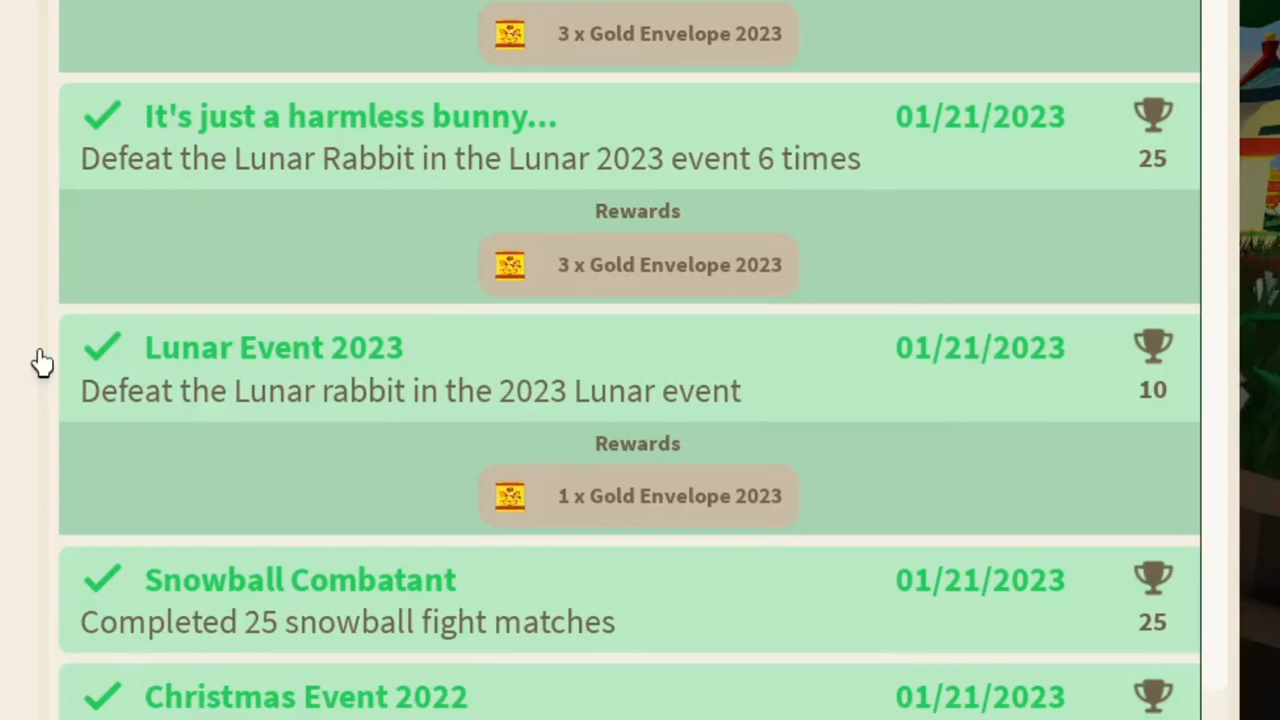 3 x Gold Envelope 2023
It's just a harmless bunny... 01/21/2023
Defeat the Lunar Rabbit in the Lunar 2023 event 6 times 25
Rewards
3 x Gold Envelope 2023
Lunar Event 2023 01/21/2023
Defeat the Lunar rabbit in the 2023 Lunar event 10
Rewards
1 x Gold Envelope 2023
Snowball Combatant 01/21/2023
Completed 25 snowball fight matches 25
Christmas Event 2022 01/21/2023